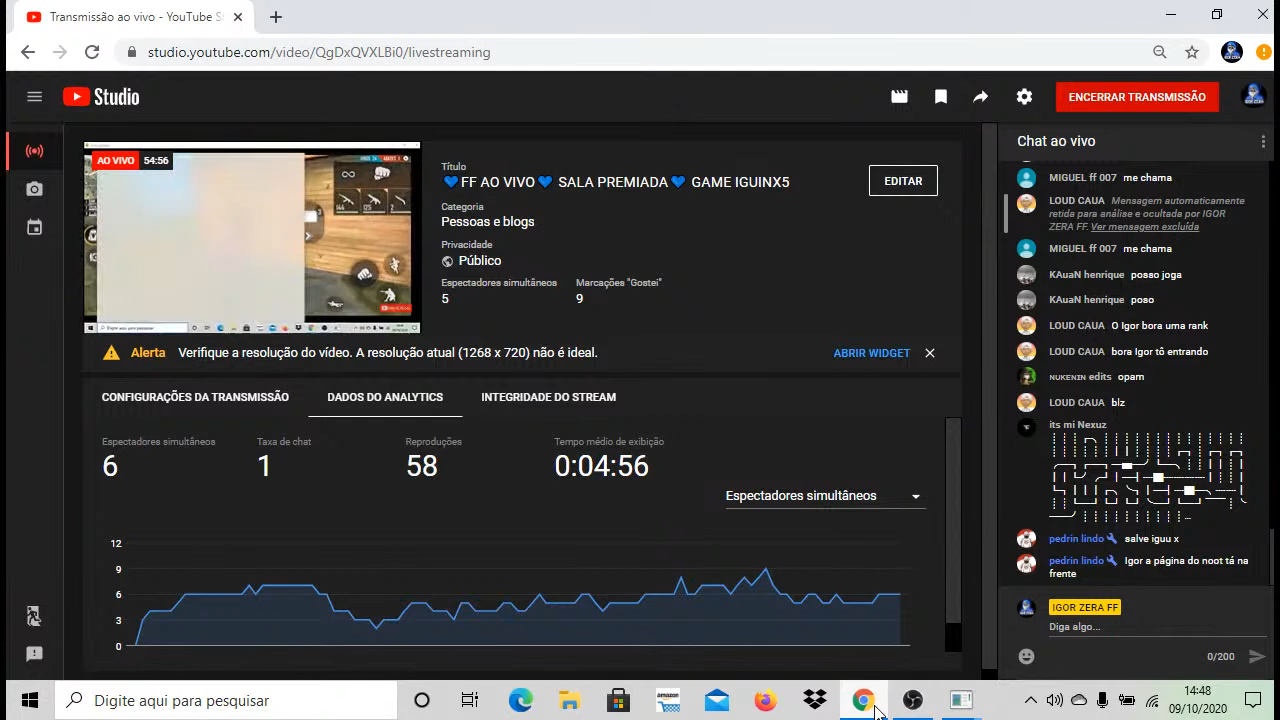 Transmissão ao vivo - YouTube S
studio.youtube.com/video/QgDxQVXLBi0/livestreaming
Studio
ENCERRAR TRANSMISSÃO
AO VIVO 54:56
Título
💙FF AO VIVO💙 SALA PREMIADA💙 GAME IGUINX5
EDITAR
Categoria
Pessoas e blogs
Privacidade
Público
Espectadores simultâneos
5
Marcações "Gostei"
9
Alerta Verifique a resolução do vídeo. A resolução atual (1268 x 720) não é ideal.
ABRIR WIDGET
CONFIGURAÇÕES DA TRANSMISSÃO
DADOS DO ANALYTICS
INTEGRIDADE DO STREAM
Espectadores simultâneos
6
Taxa de chat
1
Reproduções
58
Tempo médio de exibição
0:04:56
Espectadores simultâneos
12
9
6
3
0
Chat ao vivo
MIGUEL ff 007 me chama
LOUD CAUA Mensagem automaticamente
retida para análise e ocultada por IGOR
ZERA FF. Ver mensagem excluída
MIGUEL ff 007 me chama
KAuaN henrique posso joga
KAuaN henrique poso
LOUD CAUA O Igor bora uma rank
LOUD CAUA bora Igor tô entrando
ɴᴜᴋᴇɴɪɴ edits opam
LOUD CAUA blz
its mi Nexuz
pedrin lindo salve iguu x
pedrin lindo Igor a página do noot tá na
frente
IGOR ZERA FF
Diga algo...
0/200
Digite aqui para pesquisar
amazon
14:48
09/10/2020